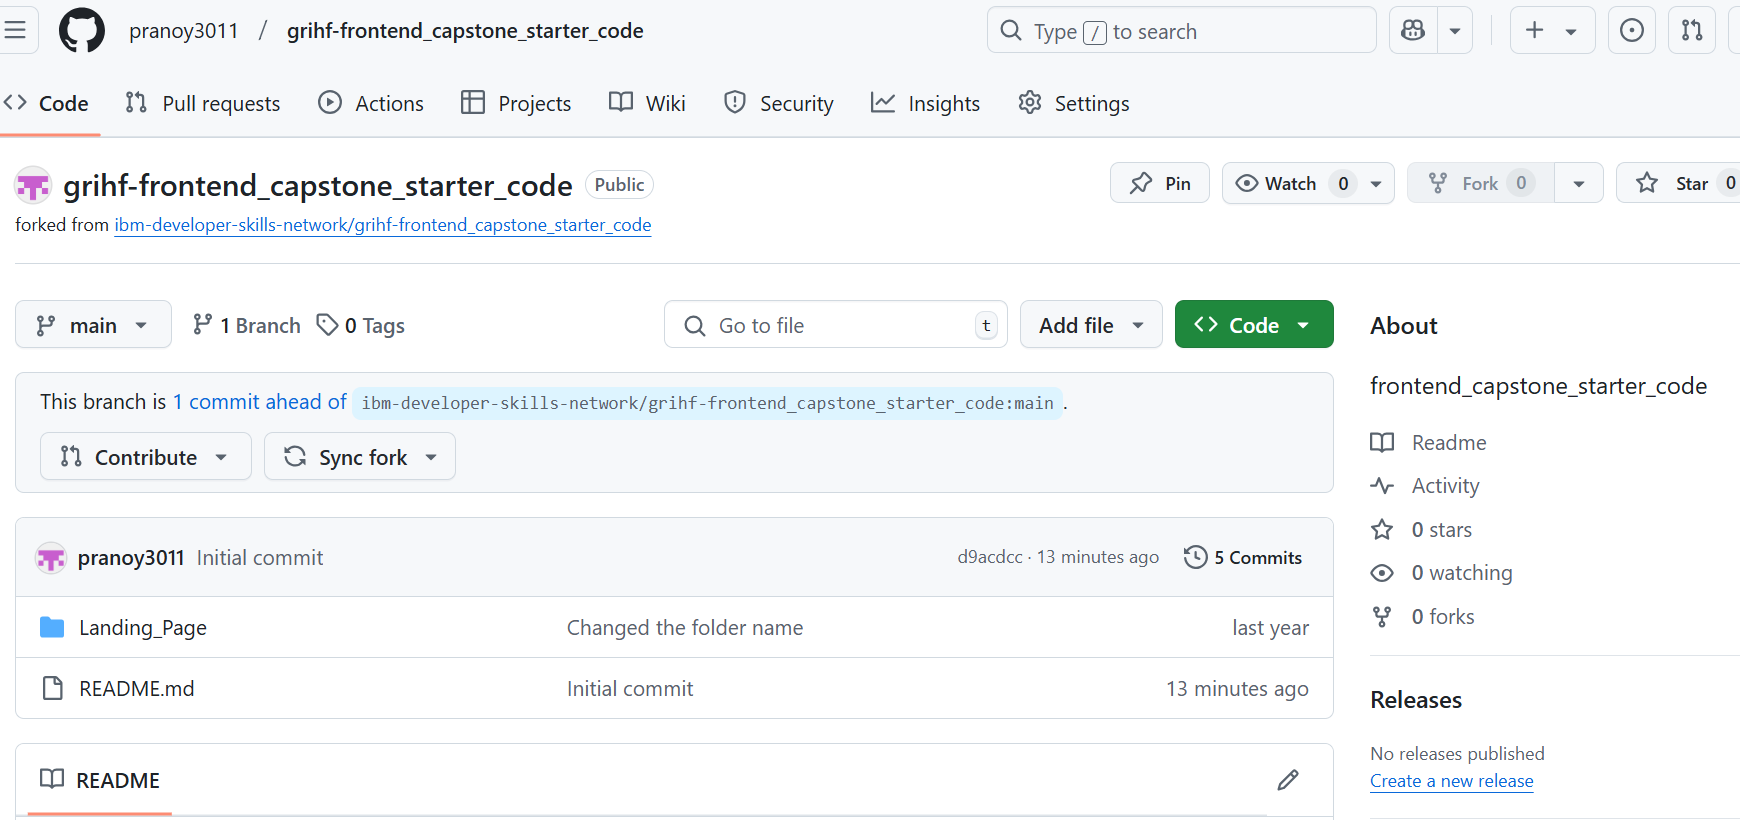 pranoy3011 / grihf-frontend_capstone_starter_code Type / to search
Code Pull requests Actions Projects Wiki Security Insights Settings
grihf-frontend_capstone_starter_code Public Pin Watch 0 Fork 0 Star 0
forked from ibm-developer-skills-network/grihf-frontend_capstone_starter_code
main 1 Branch 0 Tags Go to file t Add file Code
About
This branch is 1 commit ahead of ibm-developer-skills-network/grihf-frontend_capstone_starter_code:main .
frontend_capstone_starter_code
Contribute Sync fork
Readme
Activity
0 stars
0 watching
0 forks
pranoy3011 Initial commit d9acdcc · 13 minutes ago 5 Commits
Landing_Page Changed the folder name last year
README.md Initial commit 13 minutes ago
Releases
No releases published
Create a new release
README